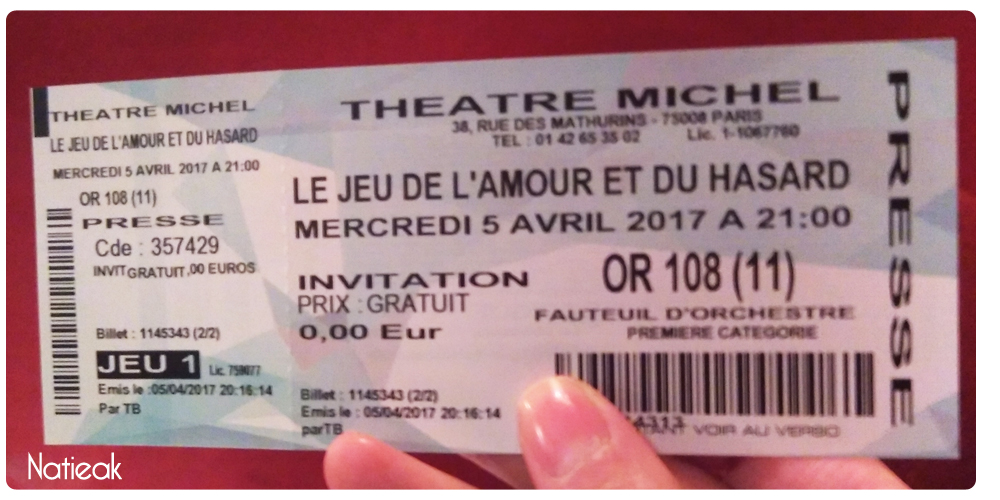 THEATRE MICHEL
LE JEU DE L'AMOUR ET DU HASARD
MERCREDI 5 AVRIL 2017 A 21:00
OR 108 (11)
PRESSE
Cde : 357429
INVIT GRATUIT ,00 EUROS
Billet : 1145343 (2/2)
JEU 1 Lic.
Emis le :05/04/2017 20:16:14
Par TB
THEATRE MICHEL
38, RUE DES MATHURINS - 75008 PARIS
TEL : 01 42 65 35 02 Lic. 1-1067760
LE JEU DE L'AMOUR ET DU HASARD
MERCREDI 5 AVRIL 2017 A 21:00
INVITATION
PRIX : GRATUIT
0,00 Eur
OR 108 (11)
FAUTEUIL D'ORCHESTRE
PREMIERE CATEGORIE
Billet : 1145343 (2/2)
Emis le : 05/04/2017 20:16:14
parTB
4313
VOIR AU VERSO
PRESSE
Natieak